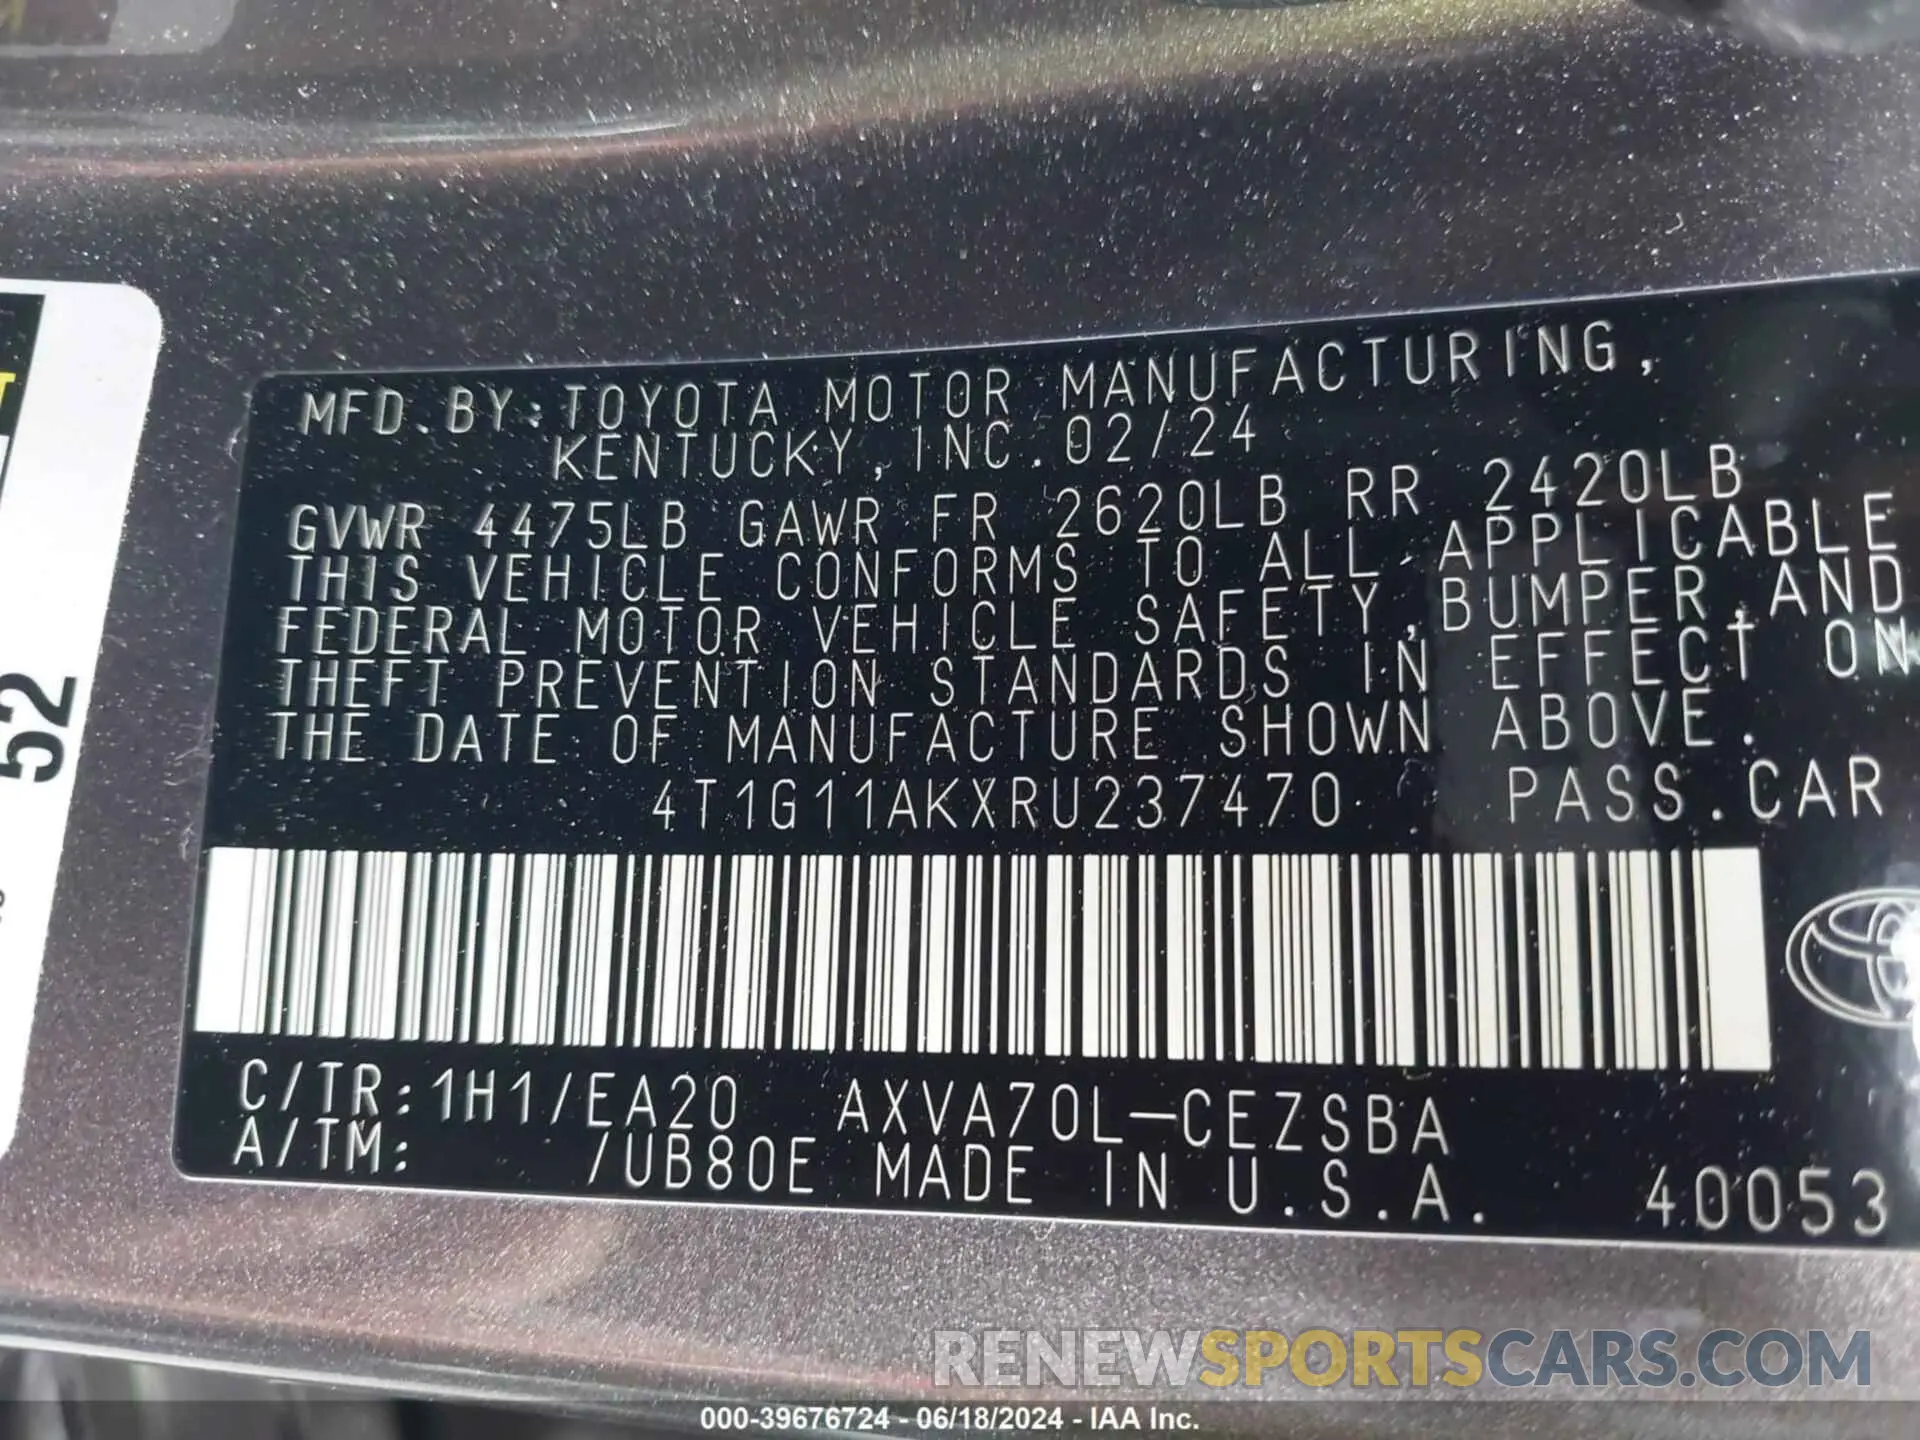 MFD.BY:TOYOTA MOTOR MANUFACTURING,
KENTUCKY, INC. 02/24
GVWR 4475LB GAWR FR 2620LB RR 2420LB
THIS VEHICLE CONFORMS TO ALL APPLICABLE
FEDERAL MOTOR VEHICLE SAFETY, BUMPER, AND
THEFT PREVENTION STANDARDS IN EFFECT ON
THE DATE OF MANUFACTURE SHOWN ABOVE.
4T1G11AKXRU237470 PASS.CAR
C/TR:1H1/EA20 AXVA70L-CEZSBA
A/TM: /UB80E MADE IN U.S.A. 40053
52
RENEWSPORTSCARS.COM
000-39676724 - 06/18/2024 - IAA Inc.